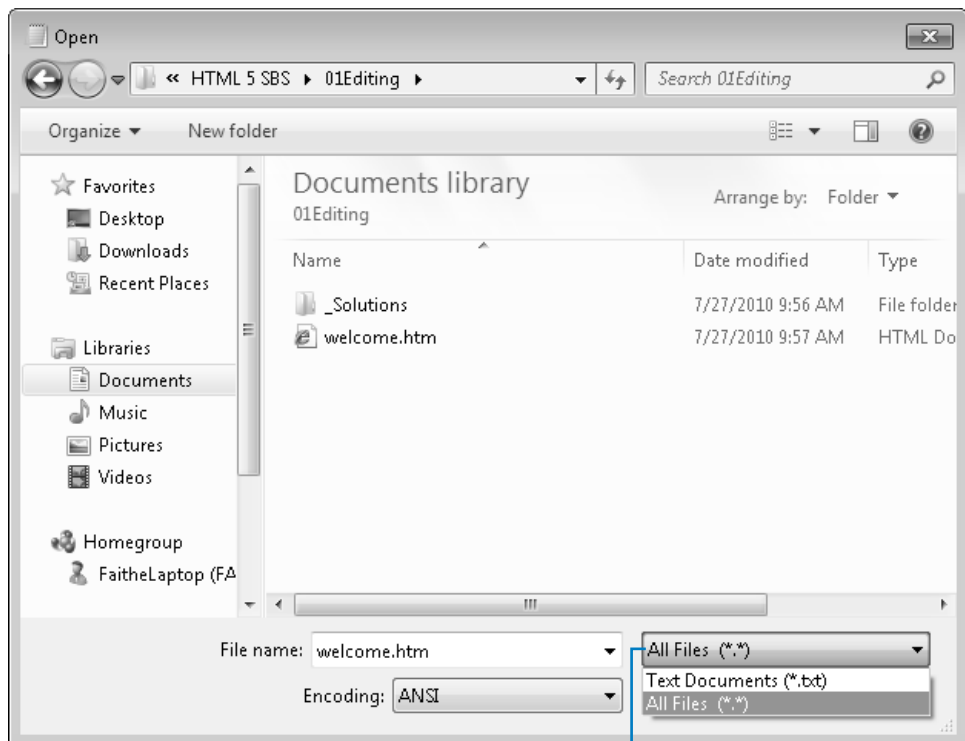 Open
« HTML 5 SBS ▸ 01Editing ▸
Search 01Editing
Organize
New folder
Favorites
Desktop
Downloads
Recent Places
Libraries
Documents
Music
Pictures
Videos
Homegroup
FaitheLaptop (FA
Documents library
01Editing
Arrange by: Folder
Name Date modified Type
_Solutions 7/27/2010 9:56 AM File folder
welcome.htm 7/27/2010 9:57 AM HTML Do
File name: welcome.htm
All Files (*.*)
Encoding: ANSI
Text Documents (*.txt)
All Files (*.*)